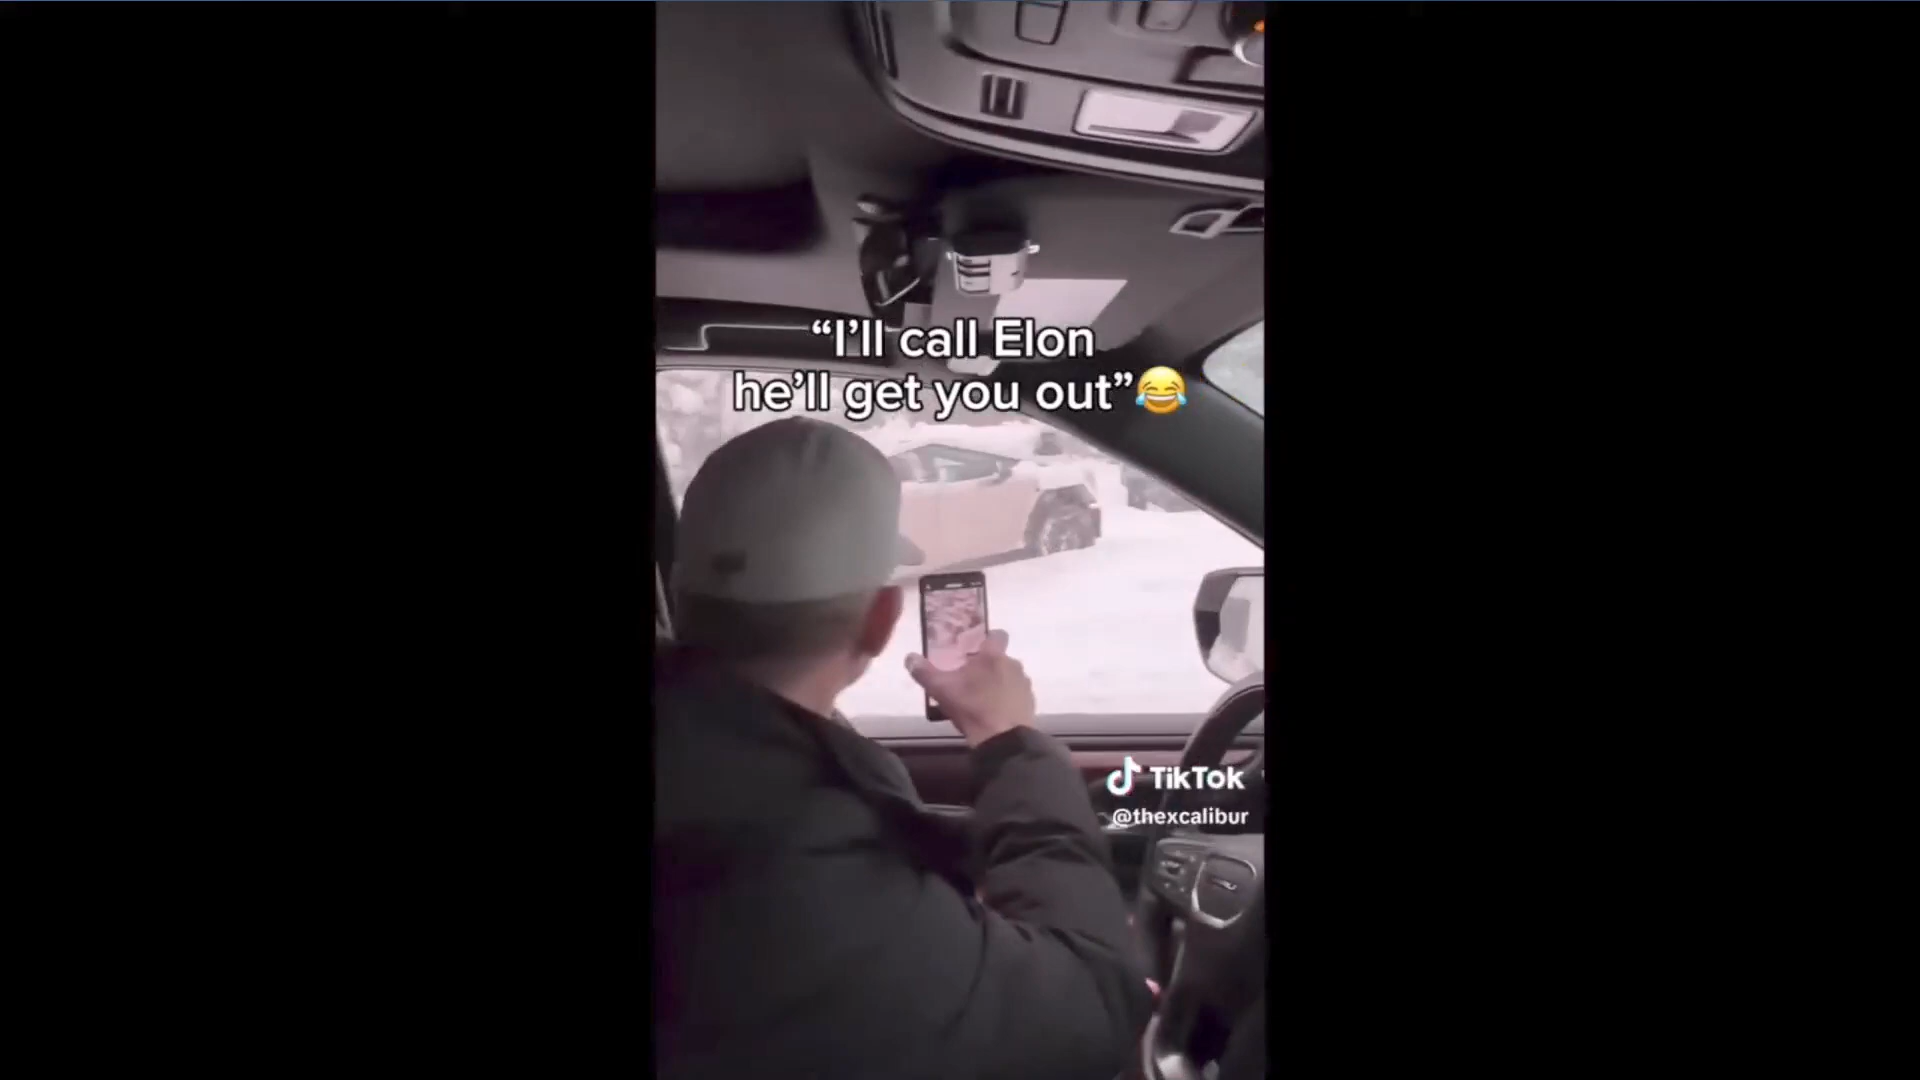 “I’ll call Elon
he’ll get you out”😂
TikTok
@thexcalibur